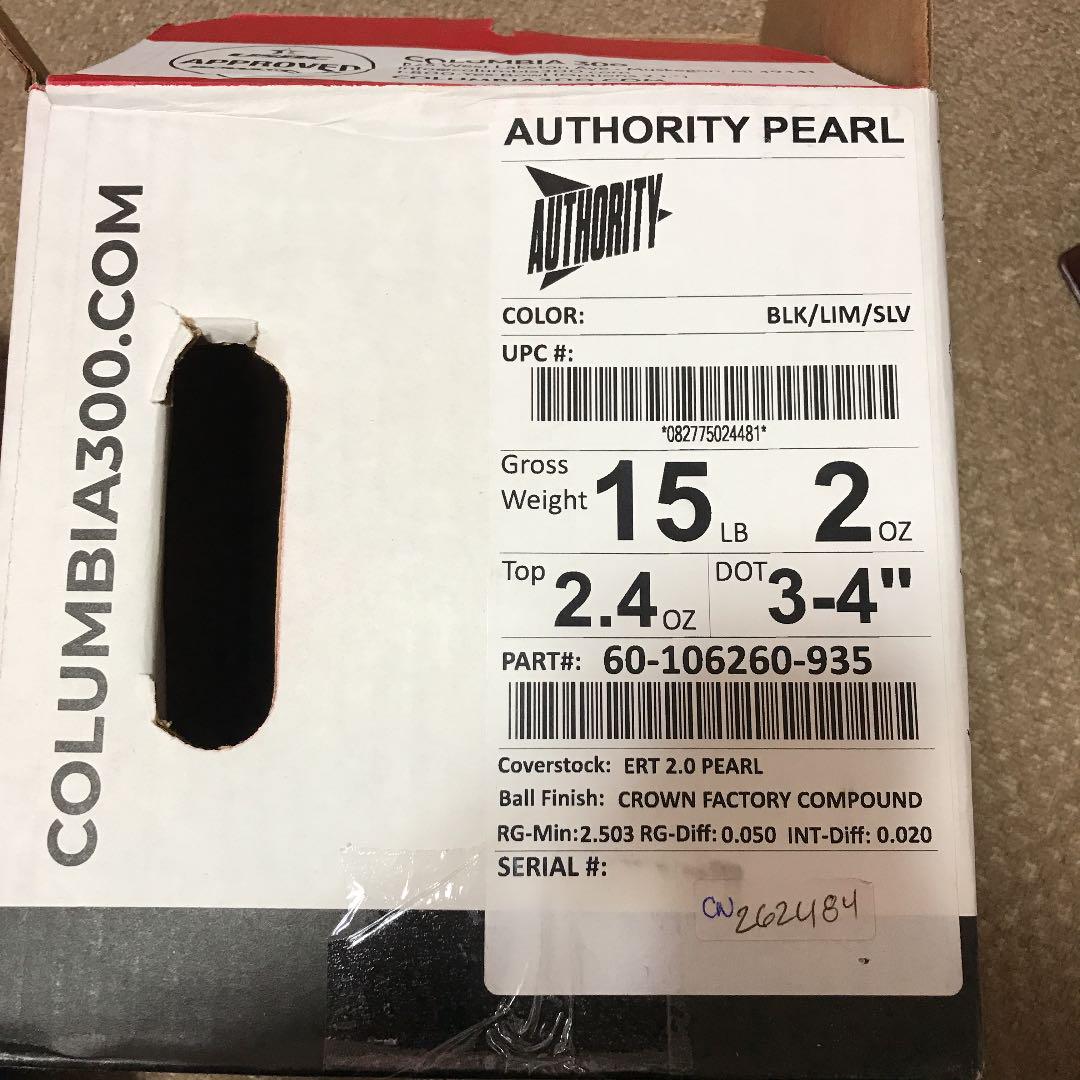 APPROVED
COLUMBIA 300
COLUMBIA300.COM
AUTHORITY PEARL
AUTHORITY
COLOR: BLK/LIM/SLV
UPC #:
*082775024481*
Gross
Weight 15 LB 2 OZ
Top 2.4 OZ DOT 3-4"
PART#: 60-106260-935
Coverstock: ERT 2.0 PEARL
Ball Finish: CROWN FACTORY COMPOUND
RG-Min:2.503 RG-Diff: 0.050 INT-Diff: 0.020
SERIAL #:
CN262484